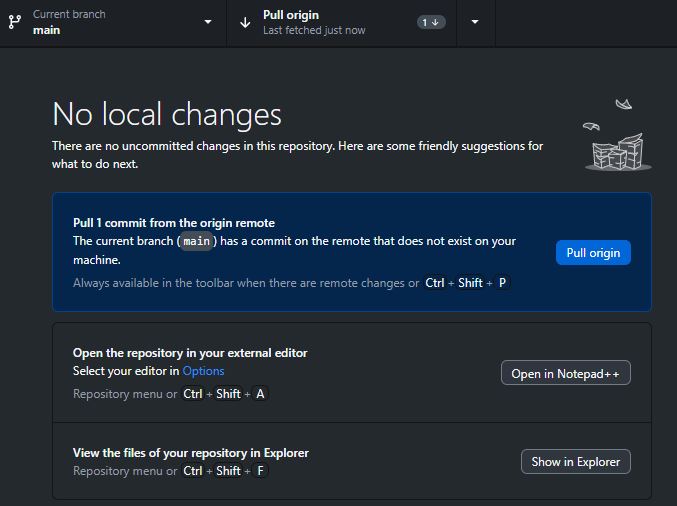 Current branch
main
Pull origin
Last fetched just now
1
No local changes
There are no uncommitted changes in this repository. Here are some friendly suggestions for
what to do next.
Pull 1 commit from the origin remote
The current branch (main) has a commit on the remote that does not exist on your
machine.
Always available in the toolbar when there are remote changes or Ctrl + Shift + P
Pull origin
Open the repository in your external editor
Select your editor in Options
Repository menu or Ctrl + Shift + A
Open in Notepad++
View the files of your repository in Explorer
Repository menu or Ctrl + Shift + F
Show in Explorer